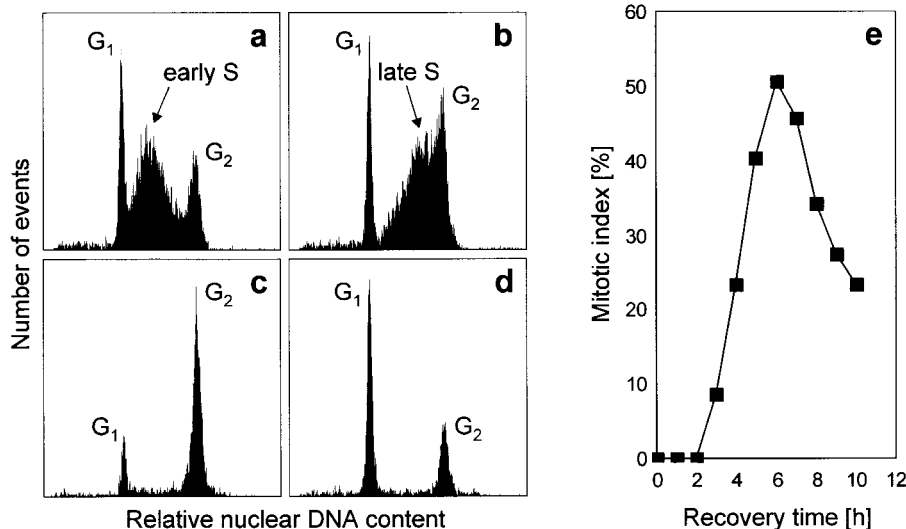 a
G1
early S
G2
b
G1
late S
G2
c
G1
G2
d
G1
G2
Number of events
Relative nuclear DNA content
e
60
50
40
30
20
10
0
0 2 4 6 8 10 12
Mitotic index [%]
Recovery time [h]